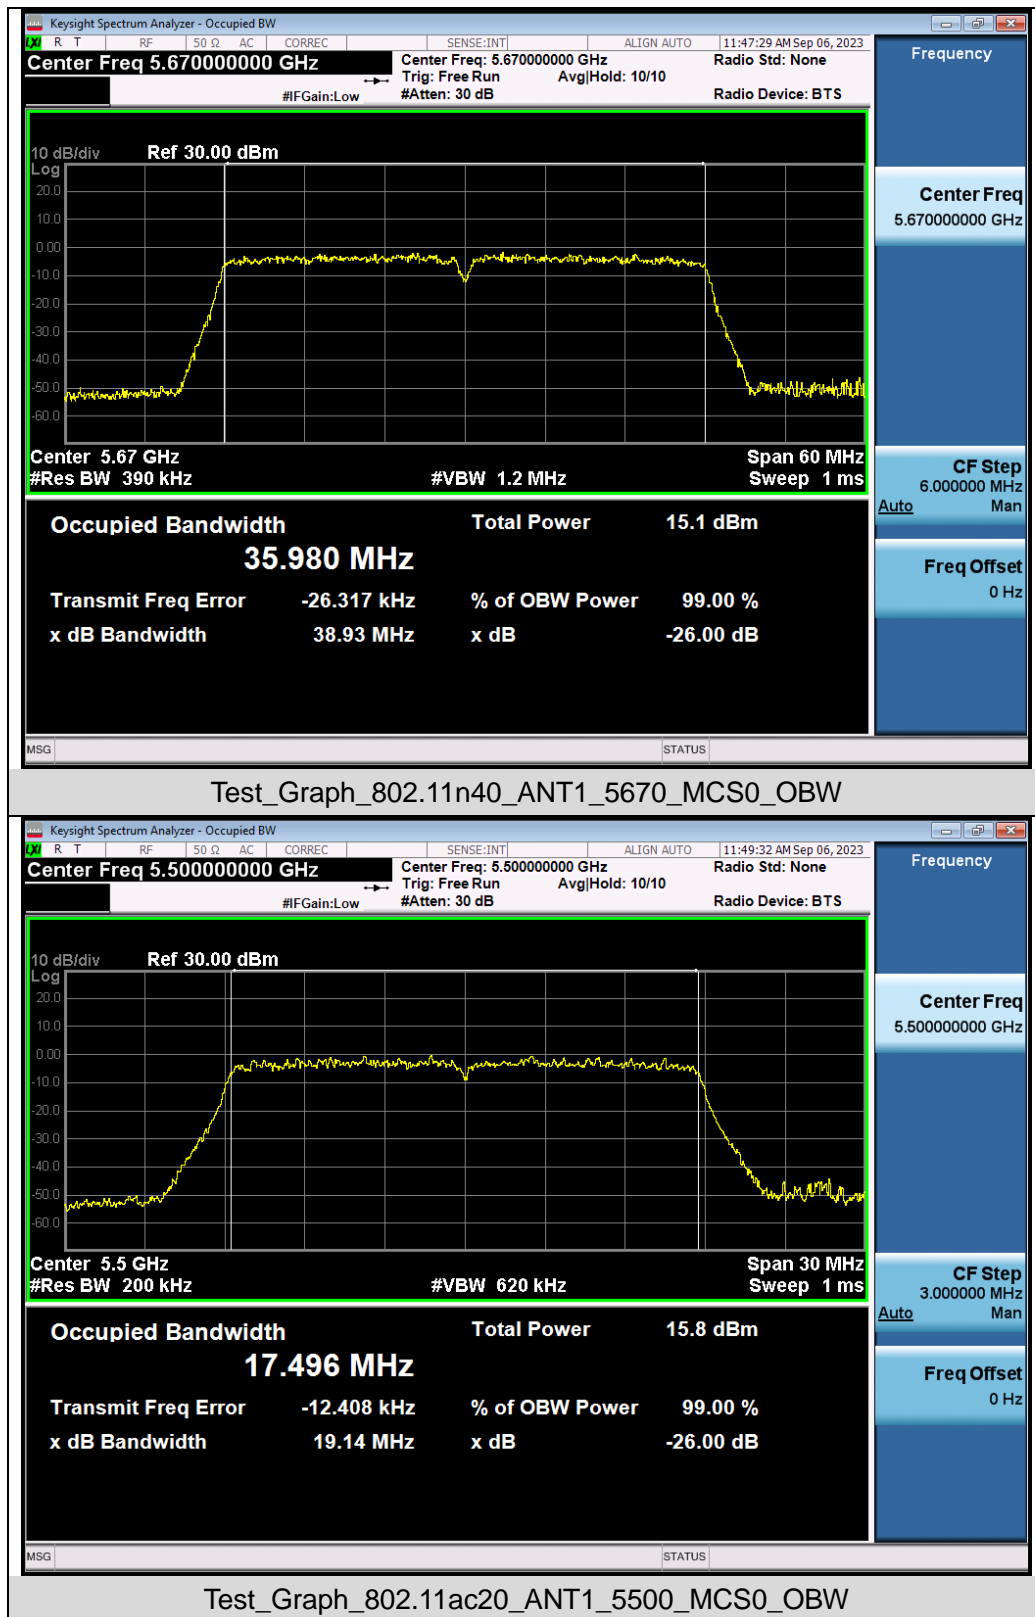 Keysight Spectrum Analyzer - Occupied BW
LXI R T RF 50 Ω AC CORREC SENSE:INT ALIGN AUTO 11:47:29 AM Sep 06, 2023
Center Freq 5.670000000 GHz Center Freq: 5.670000000 GHz Radio Std: None
Trig: Free Run Avg|Hold: 10/10
#IFGain:Low #Atten: 30 dB Radio Device: BTS
Frequency
10 dB/div Ref 30.00 dBm
Log
20.0
10.0
0.00
-10.0
-20.0
-30.0
-40.0
-50.0
-60.0
Center Freq
5.670000000 GHz
Center 5.67 GHz Span 60 MHz
#Res BW 390 kHz #VBW 1.2 MHz Sweep 1 ms
CF Step
6.000000 MHz
Auto Man
Occupied Bandwidth Total Power 15.1 dBm
35.980 MHz
Transmit Freq Error -26.317 kHz % of OBW Power 99.00 %
x dB Bandwidth 38.93 MHz x dB -26.00 dB
Freq Offset
0 Hz
MSG STATUS
Test_Graph_802.11n40_ANT1_5670_MCS0_OBW
Keysight Spectrum Analyzer - Occupied BW
LXI R T RF 50 Ω AC CORREC SENSE:INT ALIGN AUTO 11:49:32 AM Sep 06, 2023
Center Freq 5.500000000 GHz Center Freq: 5.500000000 GHz Radio Std: None
Trig: Free Run Avg|Hold: 10/10
#IFGain:Low #Atten: 30 dB Radio Device: BTS
Frequency
10 dB/div Ref 30.00 dBm
Log
20.0
10.0
0.00
-10.0
-20.0
-30.0
-40.0
-50.0
-60.0
Center Freq
5.500000000 GHz
Center 5.5 GHz Span 30 MHz
#Res BW 200 kHz #VBW 620 kHz Sweep 1 ms
CF Step
3.000000 MHz
Auto Man
Occupied Bandwidth Total Power 15.8 dBm
17.496 MHz
Transmit Freq Error -12.408 kHz % of OBW Power 99.00 %
x dB Bandwidth 19.14 MHz x dB -26.00 dB
Freq Offset
0 Hz
MSG STATUS
Test_Graph_802.11ac20_ANT1_5500_MCS0_OBW